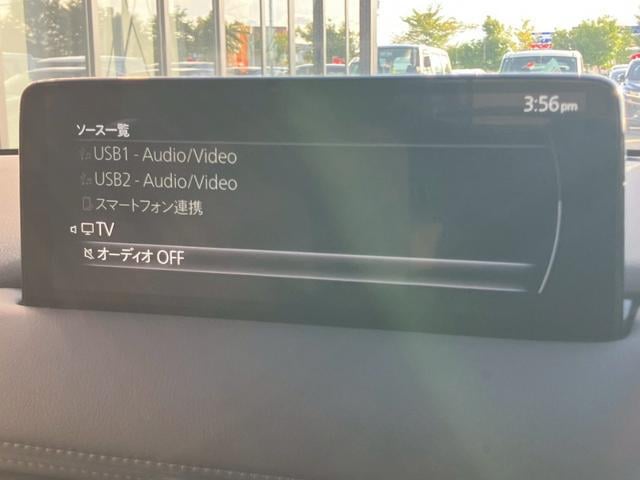 3:56pm
ソース一覧
USB1 - Audio/Video
USB2 - Audio/Video
スマートフォン連携
TV
オーディオ OFF